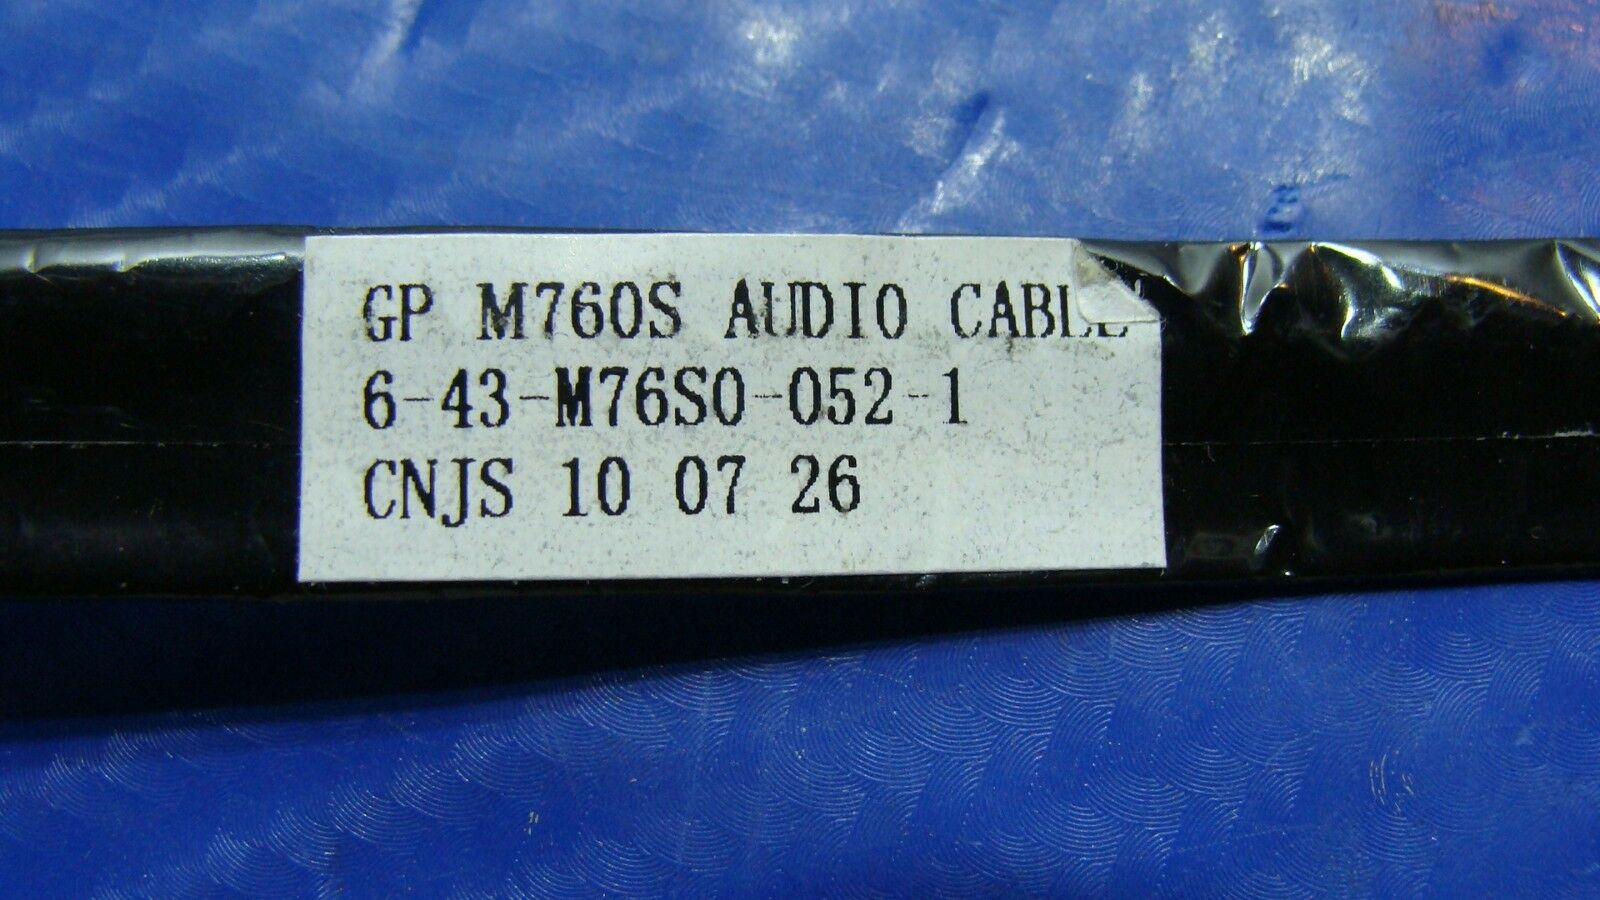 GP M760S AUDIO CABLE
6-43-M76S0-052-1
CNJS 10 07 26